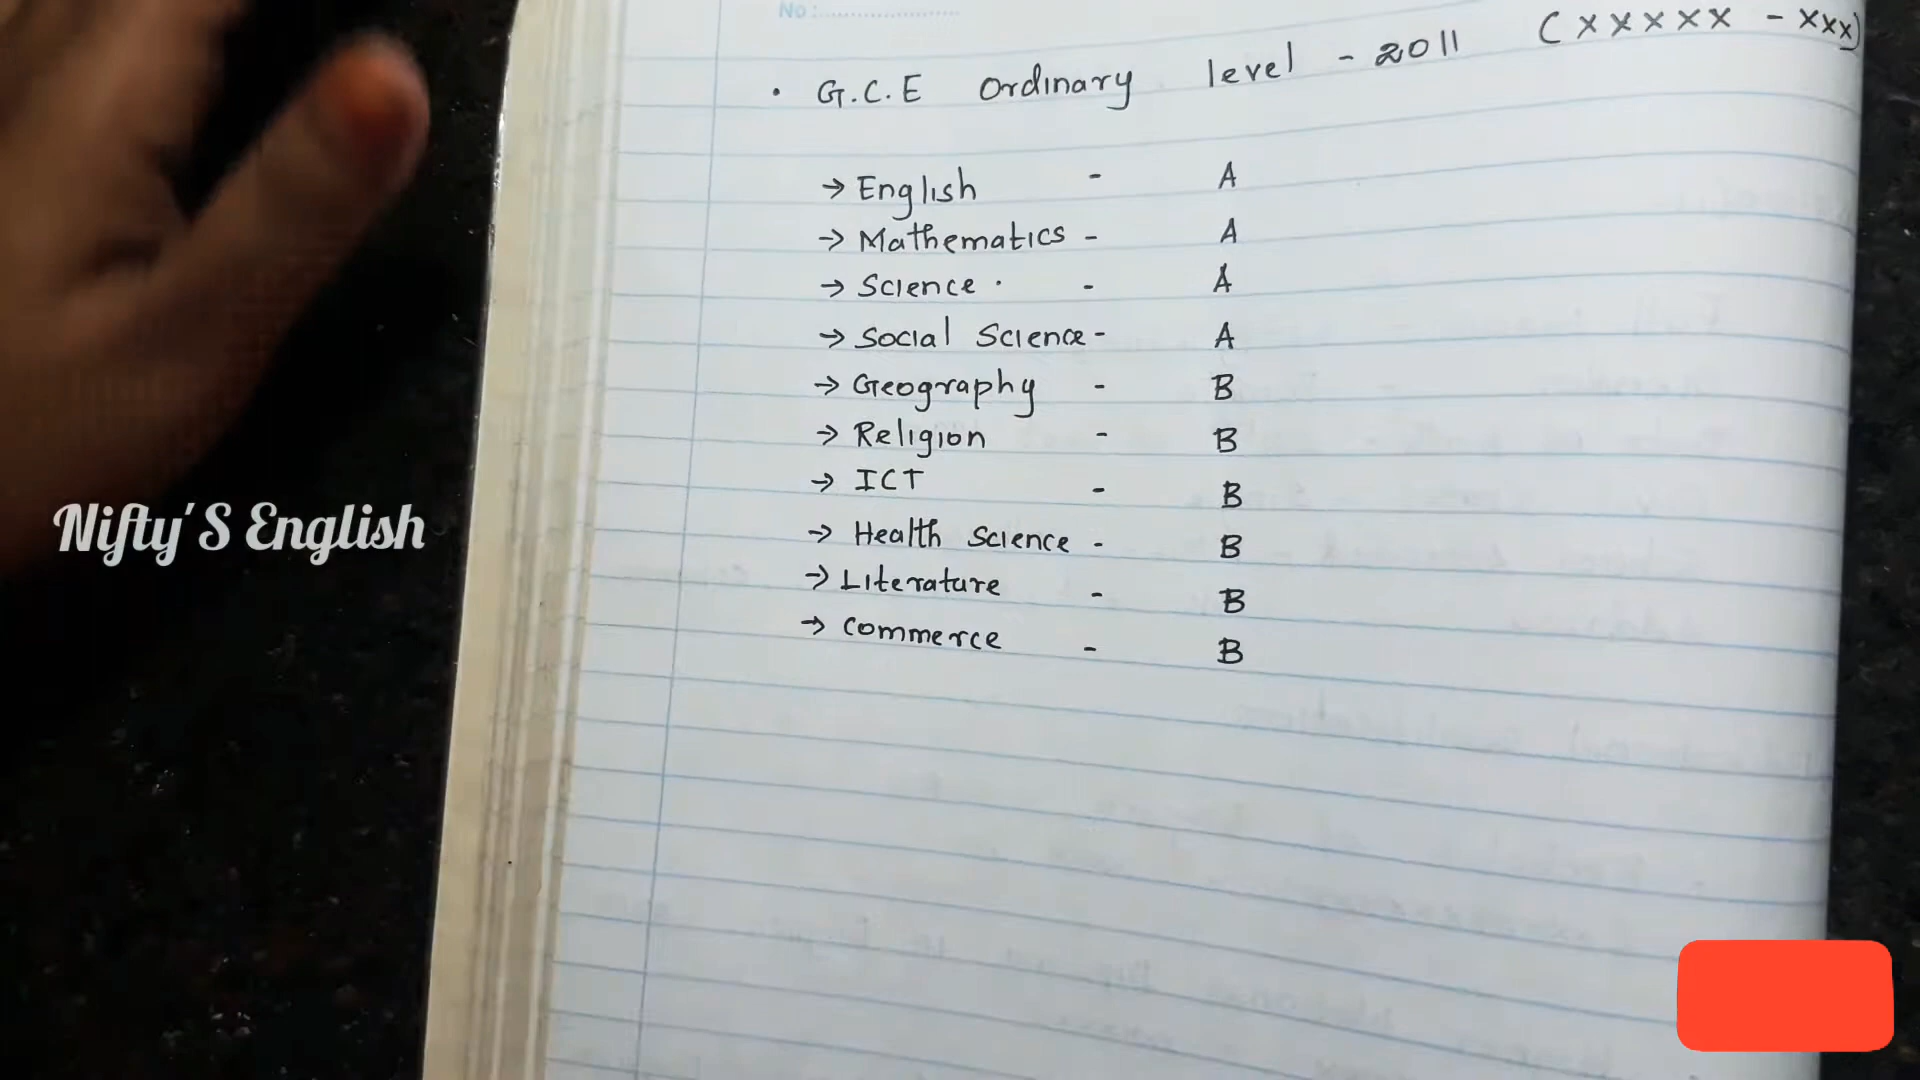 No:
• G.C.E Ordinary level - 2011 (xxxxx - xxx)
→ English - A
→ Mathematics - A
→ Science - A
→ Social Science - A
→ Geography - B
→ Religion - B
→ ICT - B
→ Health Science - B
→ Literature - B
→ commerce - B
Nifty'S English